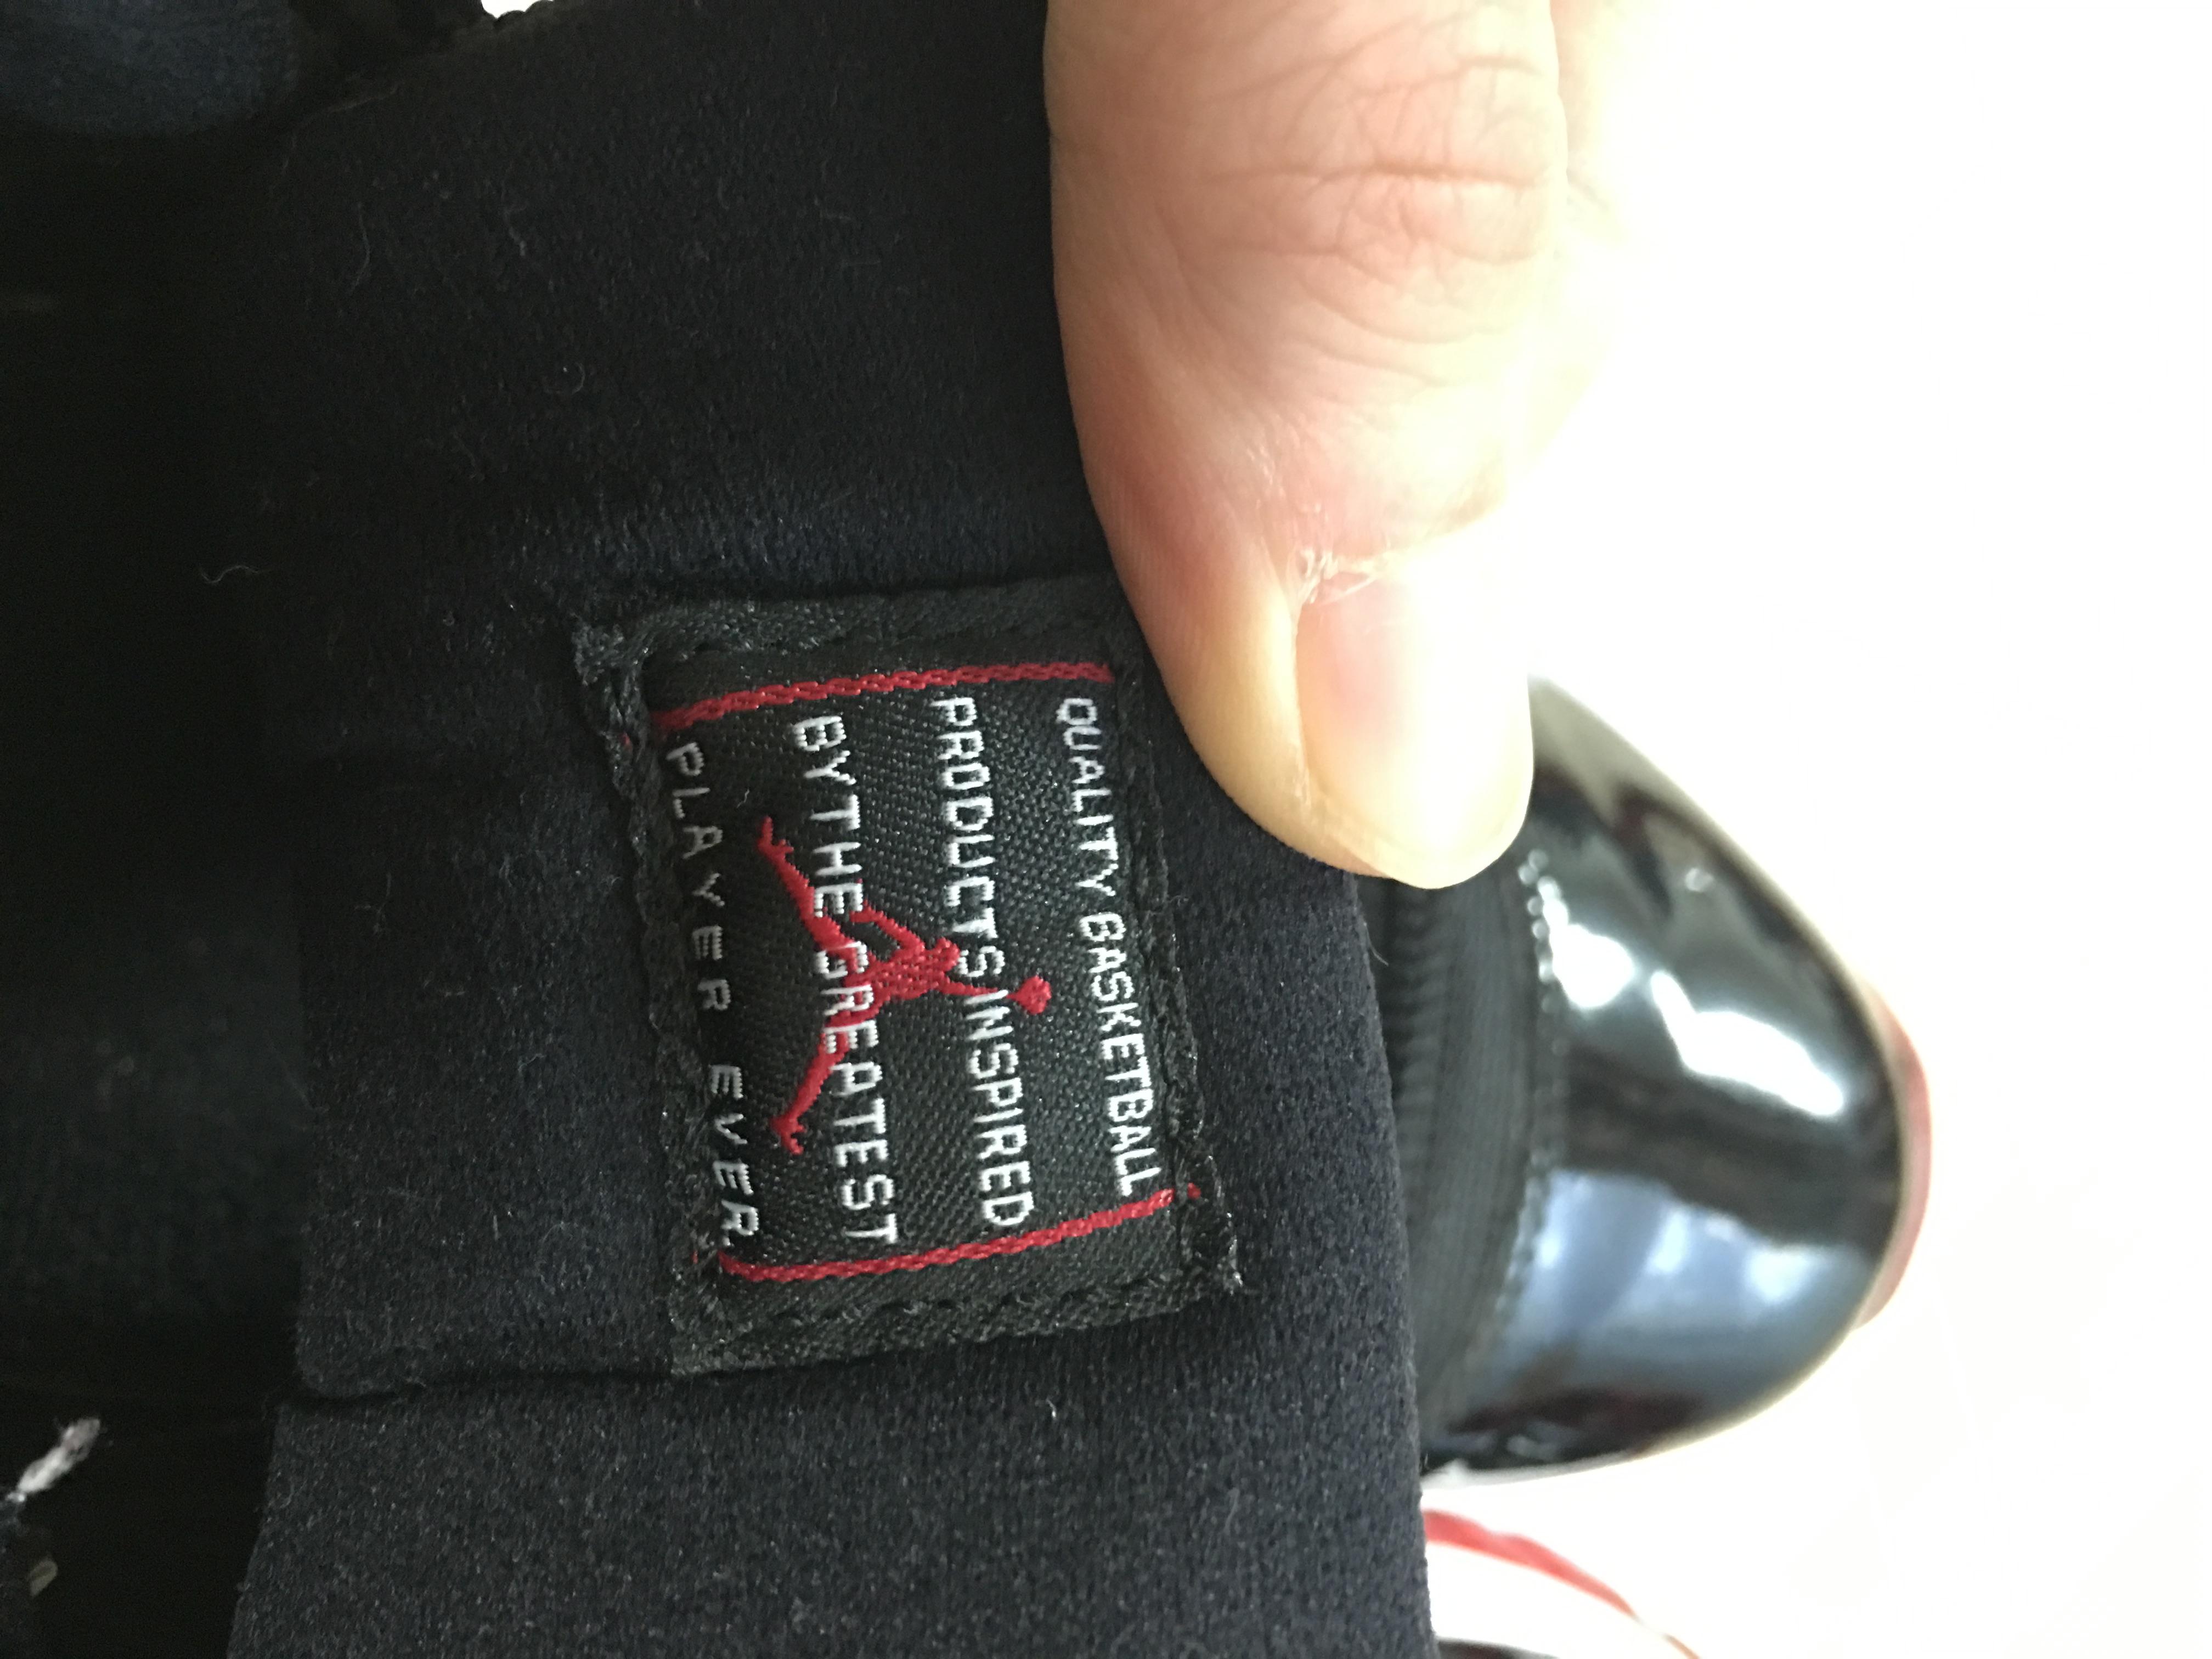 QUALITY BASKETBALL
PRODUCTS INSPIRED
BY THE GREATEST
PLAYER EVER.